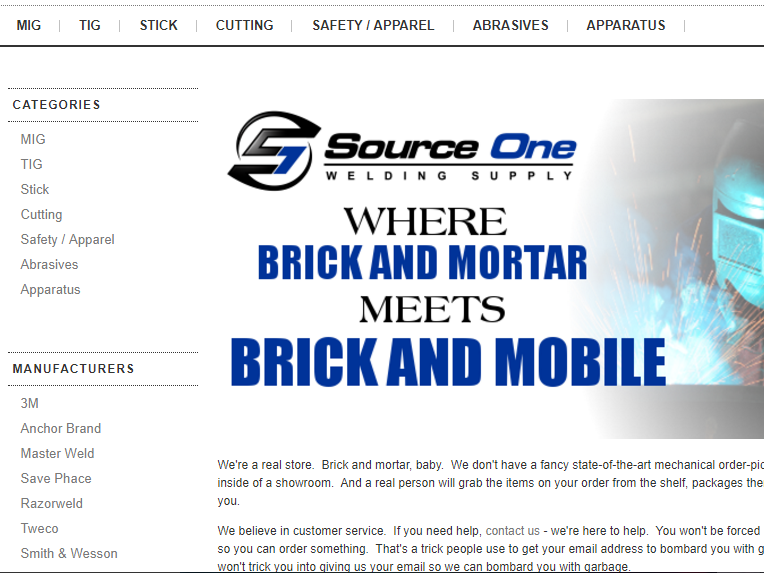 MIG TIG STICK CUTTING SAFETY / APPAREL ABRASIVES APPARATUS
CATEGORIES
MIG
TIG
Stick
Cutting
Safety / Apparel
Abrasives
Apparatus
MANUFACTURERS
3M
Anchor Brand
Master Weld
Save Phace
Razorweld
Tweco
Smith & Wesson
Source One
WELDING SUPPLY
WHERE
BRICK AND MORTAR
MEETS
BRICK AND MOBILE
We're a real store.  Brick and mortar, baby.  We don't have a fancy state-of-the-art mechanical order-pic
inside of a showroom.  And a real person will grab the items on your order from the shelf, packages the
you.
We believe in customer service.  If you need help, contact us - we're here to help.  You won't be forced
so you can order something.  That's a trick people use to get your email address to bombard you with g
won't trick you into giving us your email so we can bombard you with garbage.